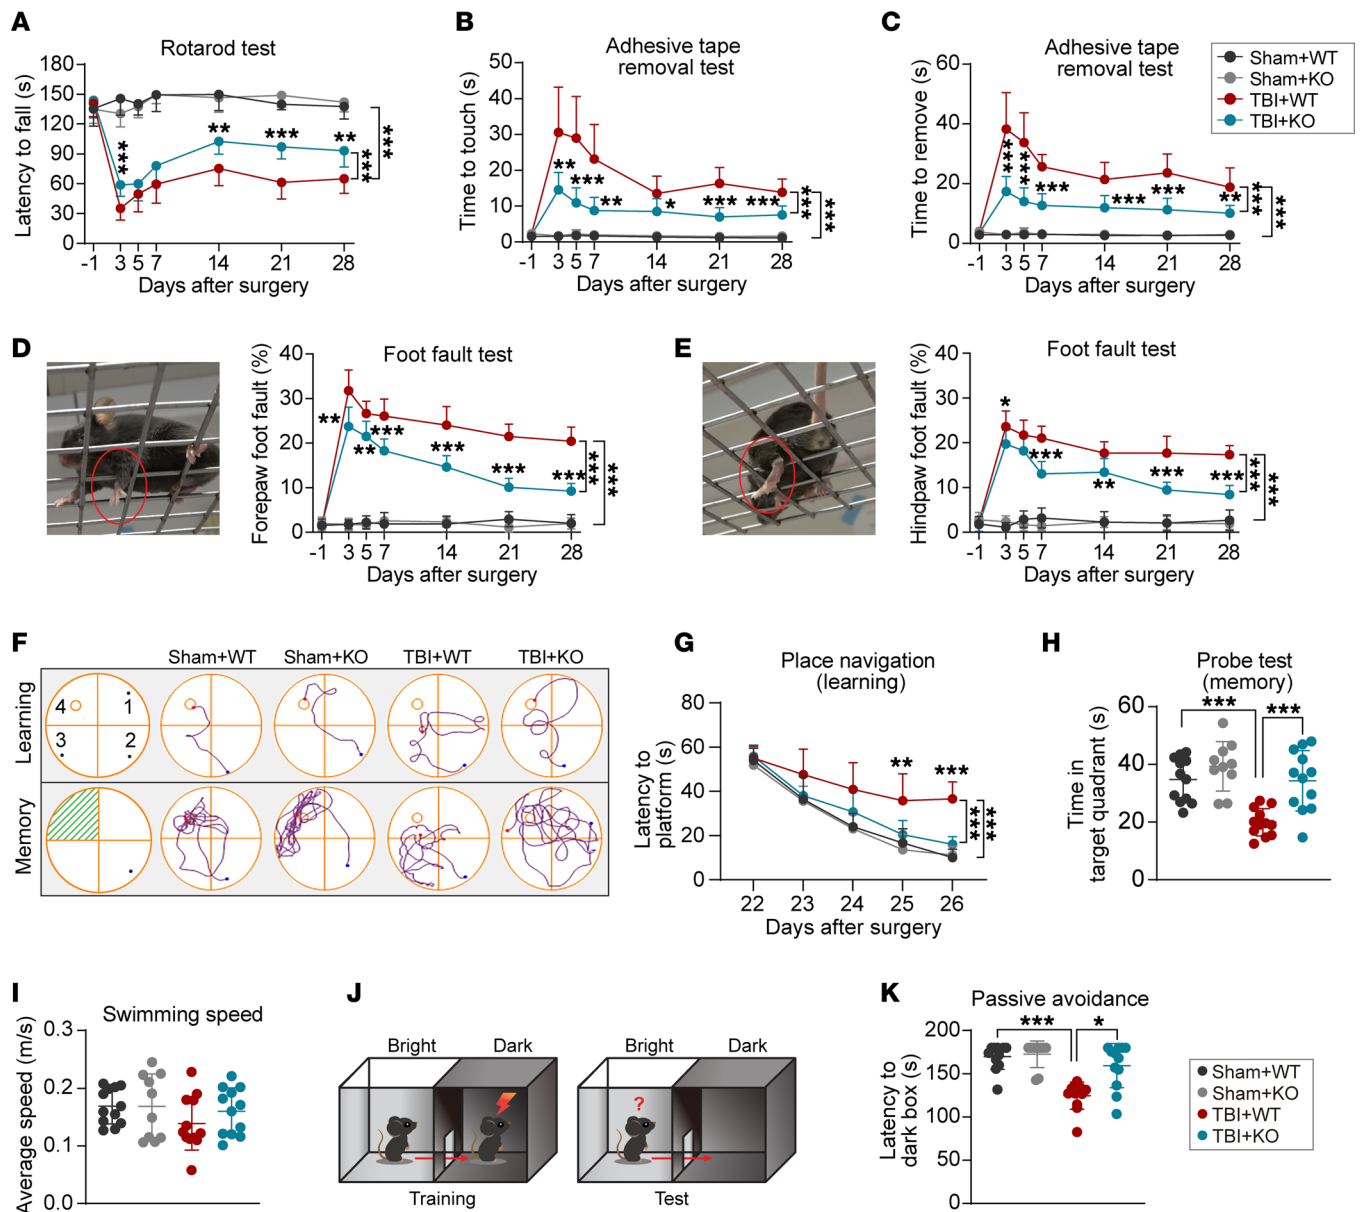 A
Rotarod test
Latency to fall (s)
180
150
120
90
60
30
0
***
**
***
**
***
***
-1 3 5 7 14 21 28
Days after surgery
B
Adhesive tape
removal test
Time to touch (s)
50
40
30
20
10
0
**
***
**
*
***
***
***
***
-1 3 5 7 14 21 28
Days after surgery
C
Adhesive tape
removal test
Time to remove (s)
60
40
20
0
***
***
***
***
***
**
***
***
-1 3 5 7 14 21 28
Days after surgery
Sham+WT
Sham+KO
TBI+WT
TBI+KO
D
Foot fault test
Forepaw foot fault (%)
40
30
20
10
0
**
**
***
***
***
***
***
***
-1 3 5 7 14 21 28
Days after surgery
E
Foot fault test
Hindpaw foot fault (%)
40
30
20
10
0
*
***
**
***
***
***
***
-1 3 5 7 14 21 28
Days after surgery
F
Sham+WT Sham+KO TBI+WT TBI+KO
Learning
4 1
3 2
Memory
G
Place navigation
(learning)
Latency to
platform (s)
80
60
40
20
0
**
***
***
***
22 23 24 25 26
Days after surgery
H
Probe test
(memory)
Time in
target quadrant (s)
60
40
20
0
***
***
I
Swimming speed
Average speed (m/s)
0.3
0.2
0.1
0.0
J
Bright Dark
Training
Bright Dark
?
Test
K
Passive avoidance
Latency to
dark box (s)
200
150
100
50
0
***
*
Sham+WT
Sham+KO
TBI+WT
TBI+KO